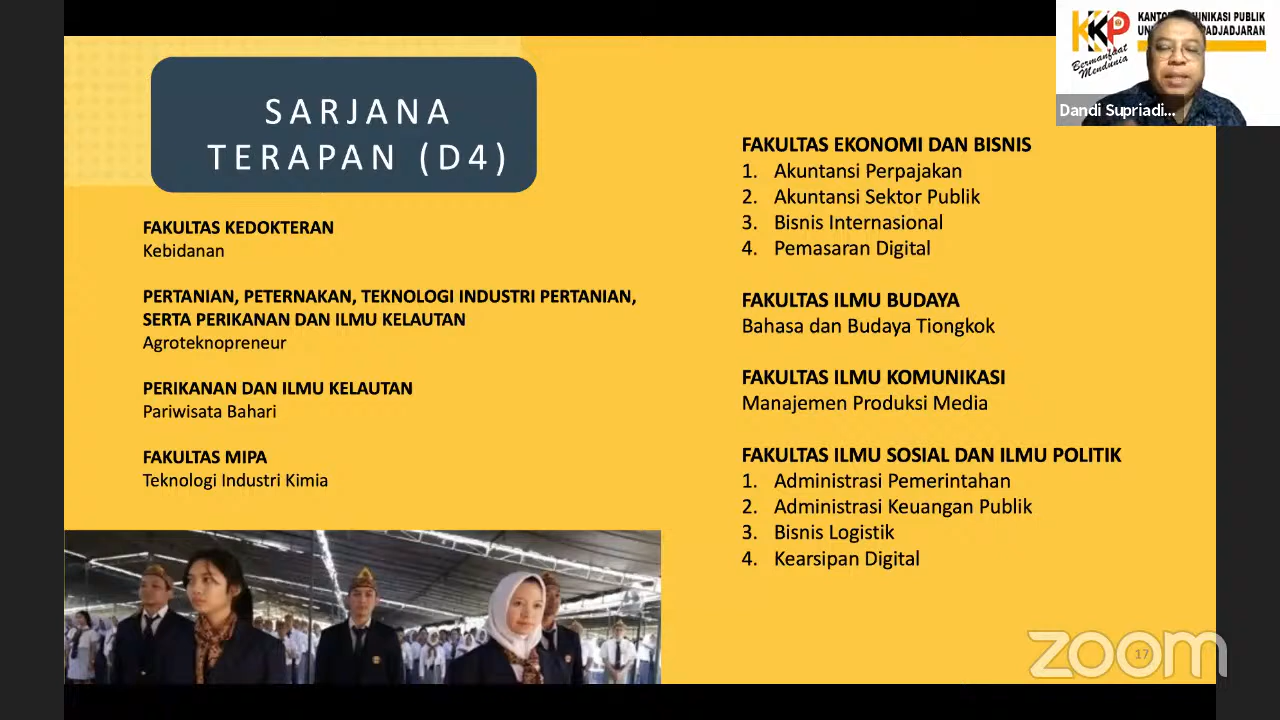 SARJANA
TERAPAN (D4)
FAKULTAS KEDOKTERAN
Kebidanan
PERTANIAN, PETERNAKAN, TEKNOLOGI INDUSTRI PERTANIAN,
SERTA PERIKANAN DAN ILMU KELAUTAN
Agroteknopreneur
PERIKANAN DAN ILMU KELAUTAN
Pariwisata Bahari
FAKULTAS MIPA
Teknologi Industri Kimia
FAKULTAS EKONOMI DAN BISNIS
1. Akuntansi Perpajakan
2. Akuntansi Sektor Publik
3. Bisnis Internasional
4. Pemasaran Digital
FAKULTAS ILMU BUDAYA
Bahasa dan Budaya Tiongkok
FAKULTAS ILMU KOMUNIKASI
Manajemen Produksi Media
FAKULTAS ILMU SOSIAL DAN ILMU POLITIK
1. Administrasi Pemerintahan
2. Administrasi Keuangan Publik
3. Bisnis Logistik
4. Kearsipan Digital
KKP
Bermanfaat
Mendunia
PUBLIK
Dandi Supriadi...
zoom
17